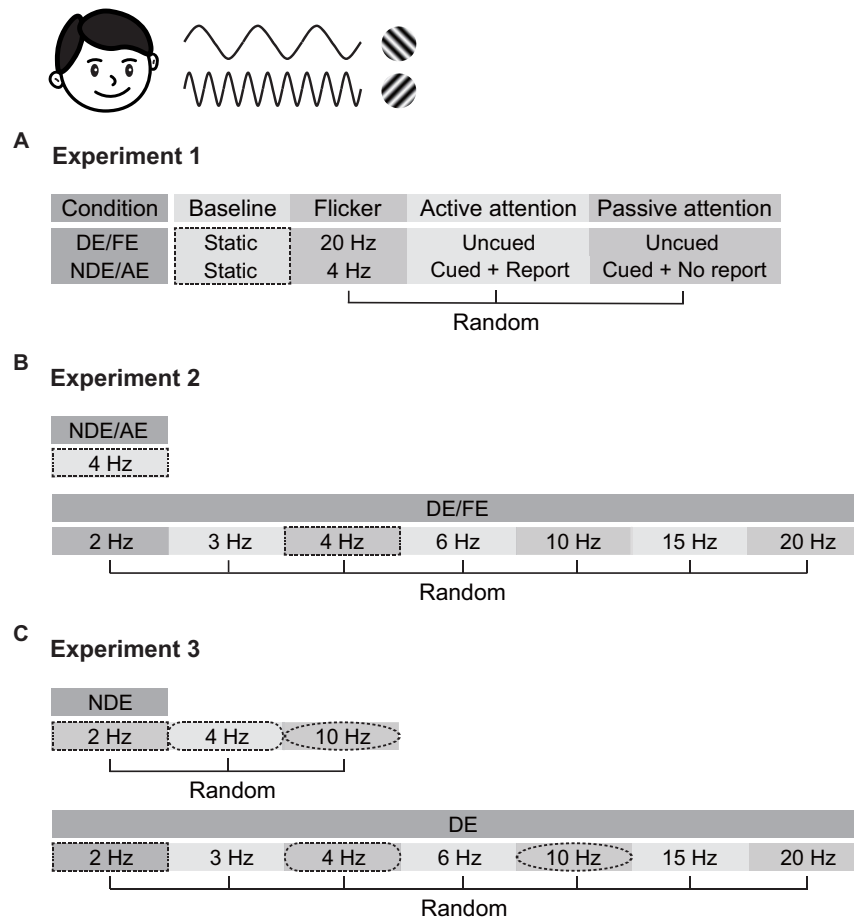 A
Experiment 1
Condition Baseline Flicker Active attention Passive attention
DE/FE Static 20 Hz Uncued Uncued
NDE/AE Static 4 Hz Cued + Report Cued + No report
Random
B
Experiment 2
NDE/AE
4 Hz
DE/FE
2 Hz 3 Hz 4 Hz 6 Hz 10 Hz 15 Hz 20 Hz
Random
C
Experiment 3
NDE
2 Hz 4 Hz 10 Hz
Random
DE
2 Hz 3 Hz 4 Hz 6 Hz 10 Hz 15 Hz 20 Hz
Random